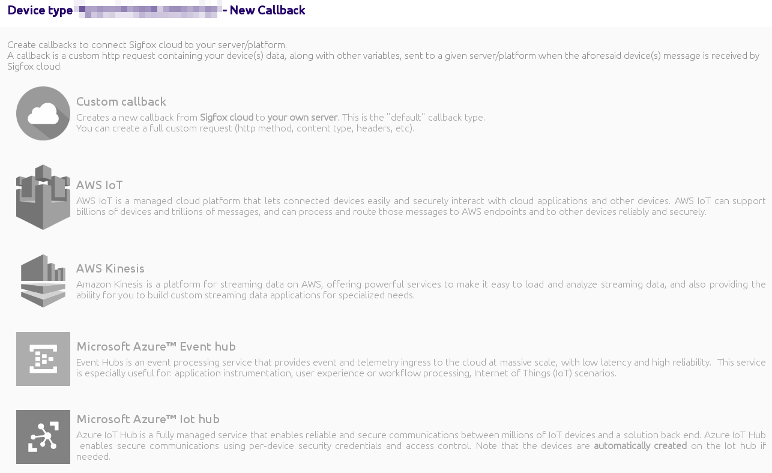 Device type - New Callback
Create callbacks to connect Sigfox cloud to your server/platform.
A callback is a custom http request containing your device(s) data, along with other variables, sent to a given server/platform when the aforesaid device(s) message is received by
Sigfox cloud
Custom callback
Creates a new callback from Sigfox cloud to your own server. This is the "default" callback type.
You can create a full custom request (http method, content type, headers, etc).
AWS IoT
AWS IoT is a managed cloud platform that lets connected devices easily and securely interact with cloud applications and other devices. AWS IoT can support
billions of devices and trillions of messages, and can process and route those messages to AWS endpoints and to other devices reliably and securely.
AWS Kinesis
Amazon Kinesis is a platform for streaming data on AWS, offering powerful services to make it easy to load and analyze streaming data, and also providing the
ability for you to build custom streaming data applications for specialized needs.
Microsoft Azure™ Event hub
Event Hubs is an event processing service that provides event and telemetry ingress to the cloud at massive scale, with low latency and high reliability. This service
is especially useful for: application instrumentation, user experience or workflow processing, Internet of Things (IoT) scenarios.
Microsoft Azure™ Iot hub
Azure IoT Hub is a fully managed service that enables reliable and secure communications between millions of IoT devices and a solution back end. Azure IoT Hub
enables secure communications using per-device security credentials and access control. Note that the devices are automatically created on the Iot hub if
needed.